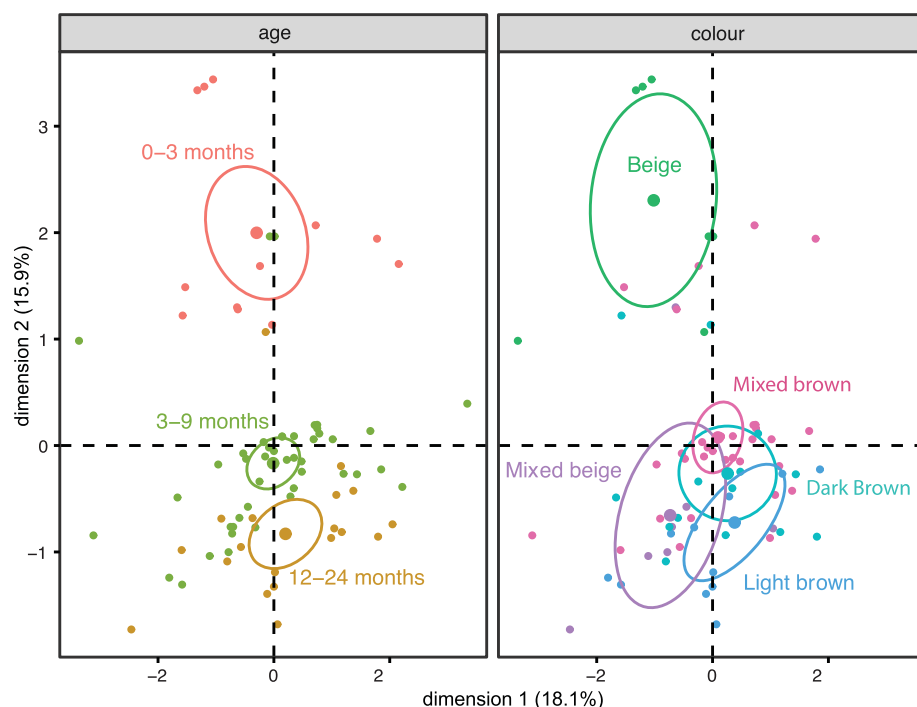 age
colour
0–3 months
Beige
3–9 months
Mixed brown
Mixed beige
Dark Brown
12–24 months
Light brown
dimension 2 (15.9%)
3
2
1
0
−1
−2
0
2
−2
0
2
dimension 1 (18.1%)